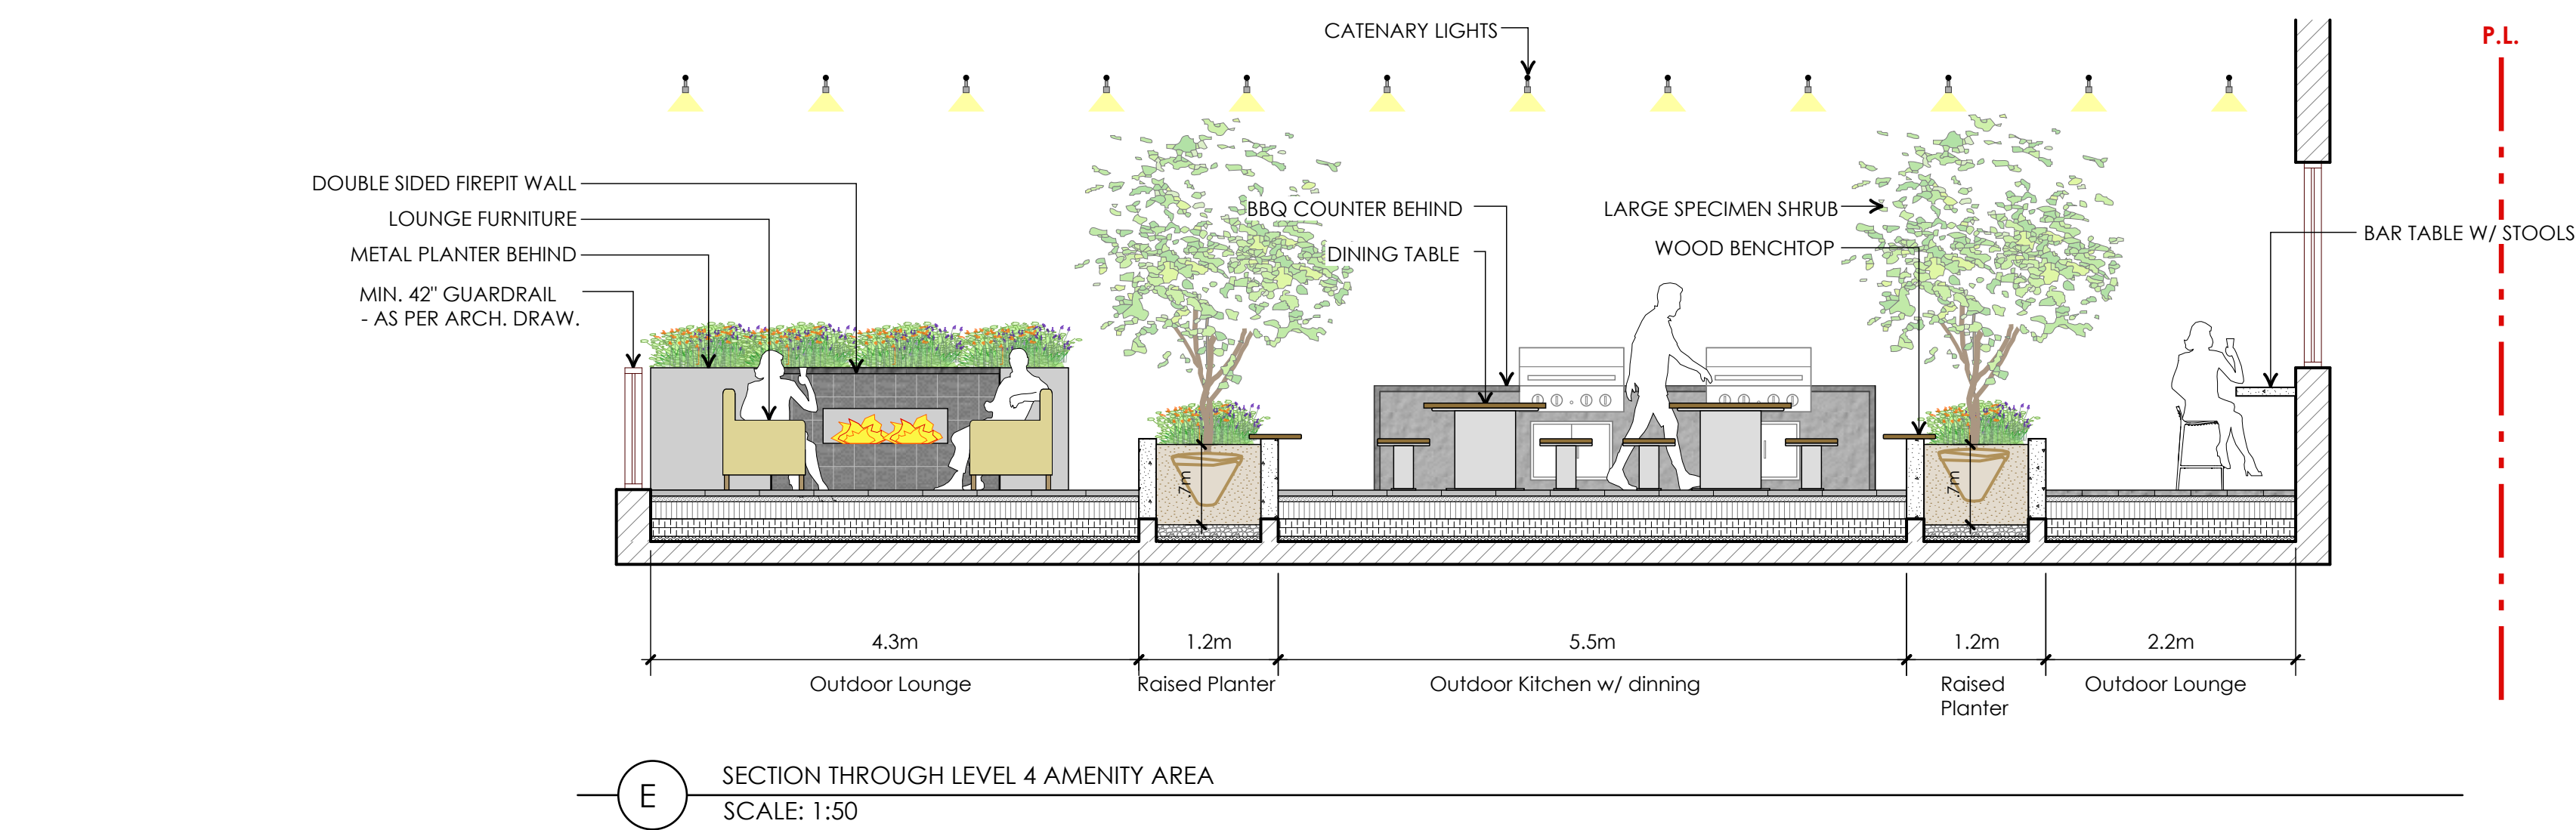 CATENARY LIGHTS
P.L.
DOUBLE SIDED FIREPIT WALL
LOUNGE FURNITURE
METAL PLANTER BEHIND
MIN. 42" GUARDRAIL
- AS PER ARCH. DRAW.
BBQ COUNTER BEHIND
DINING TABLE
LARGE SPECIMEN SHRUB
WOOD BENCHTOP
BAR TABLE W/ STOOLS
.7m
.7m
4.3m
1.2m
5.5m
1.2m
2.2m
Outdoor Lounge
Raised Planter
Outdoor Kitchen w/ dinning
Raised
Planter
Outdoor Lounge
E
SECTION THROUGH LEVEL 4 AMENITY AREA
SCALE: 1:50